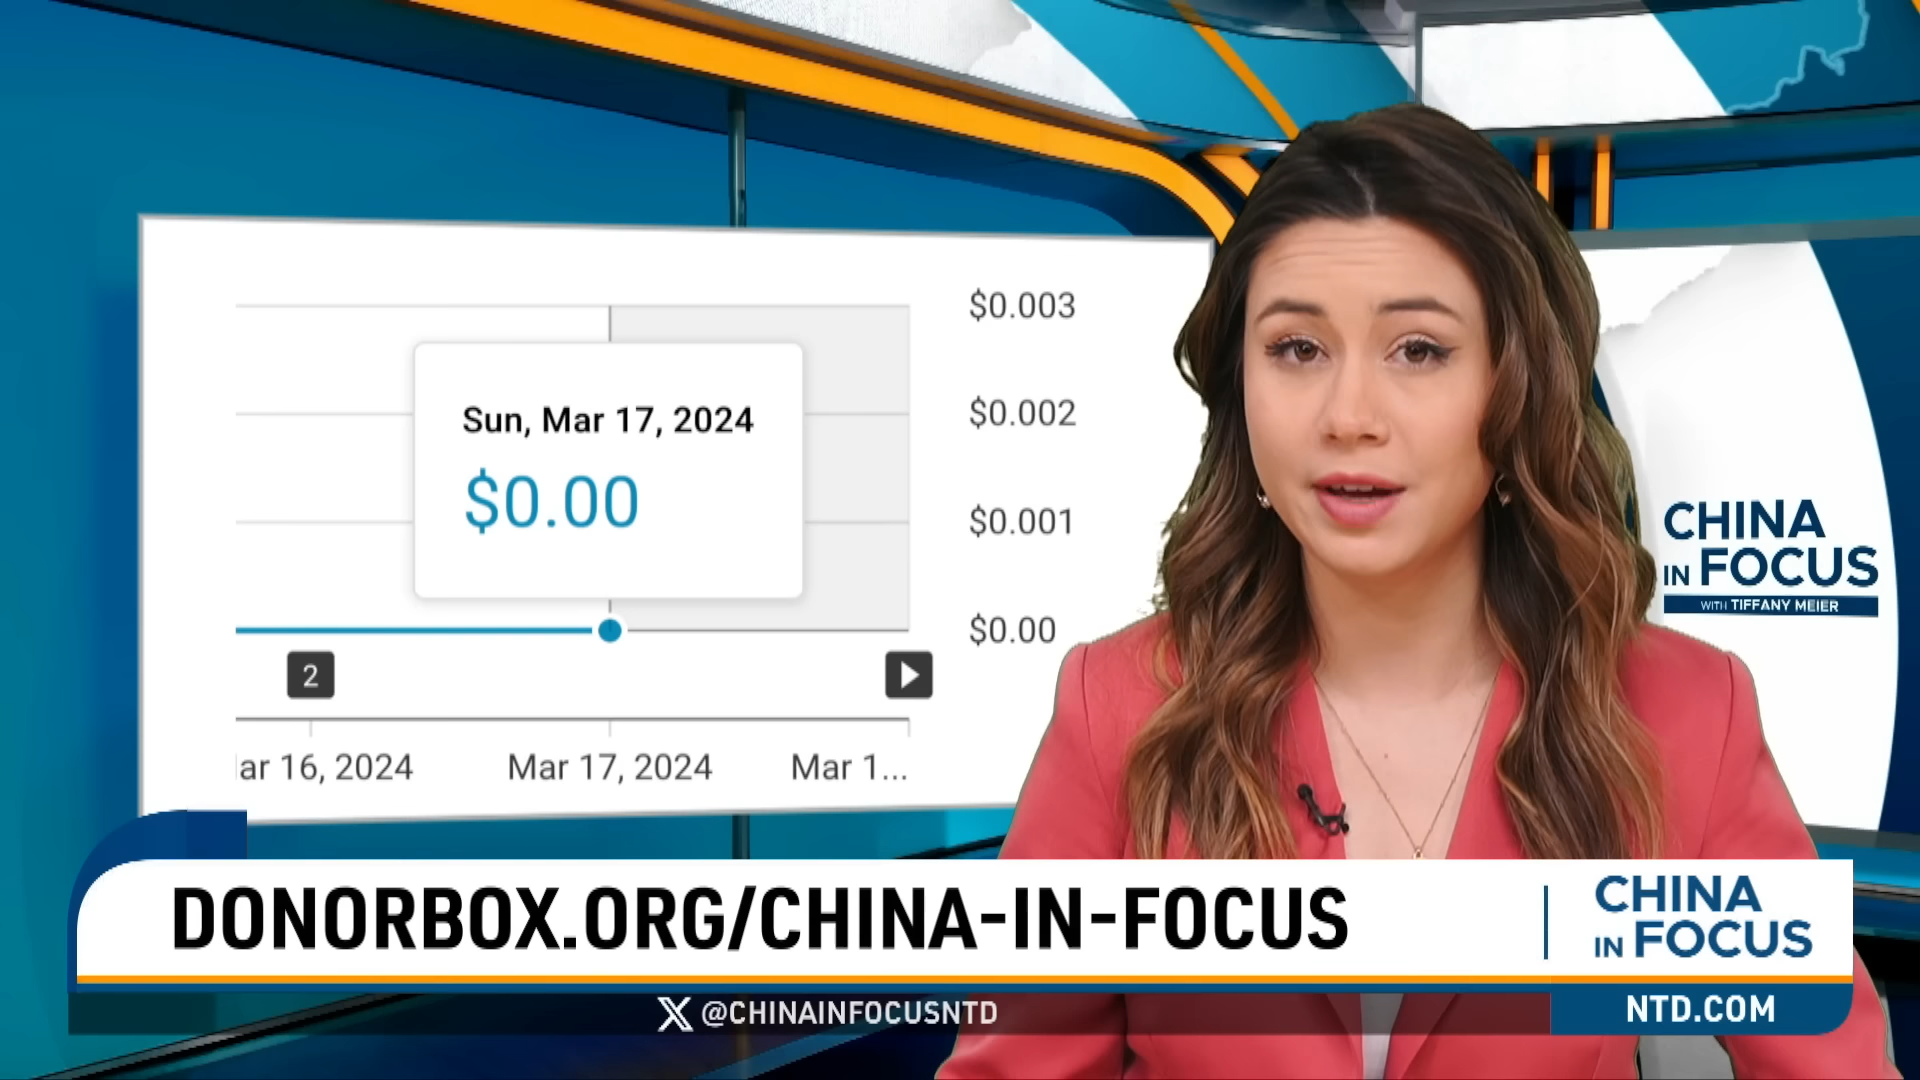 $0.003
Sun, Mar 17, 2024
$0.002
$0.00
$0.001
$0.00
2
ar 16, 2024
Mar 17, 2024
Mar 1...
CHINA
IN FOCUS
WITH TIFFANY MEIER
DONORBOX.ORG/CHINA-IN-FOCUS
CHINA
IN FOCUS
X @CHINAINFOCUSNTD
NTD.COM